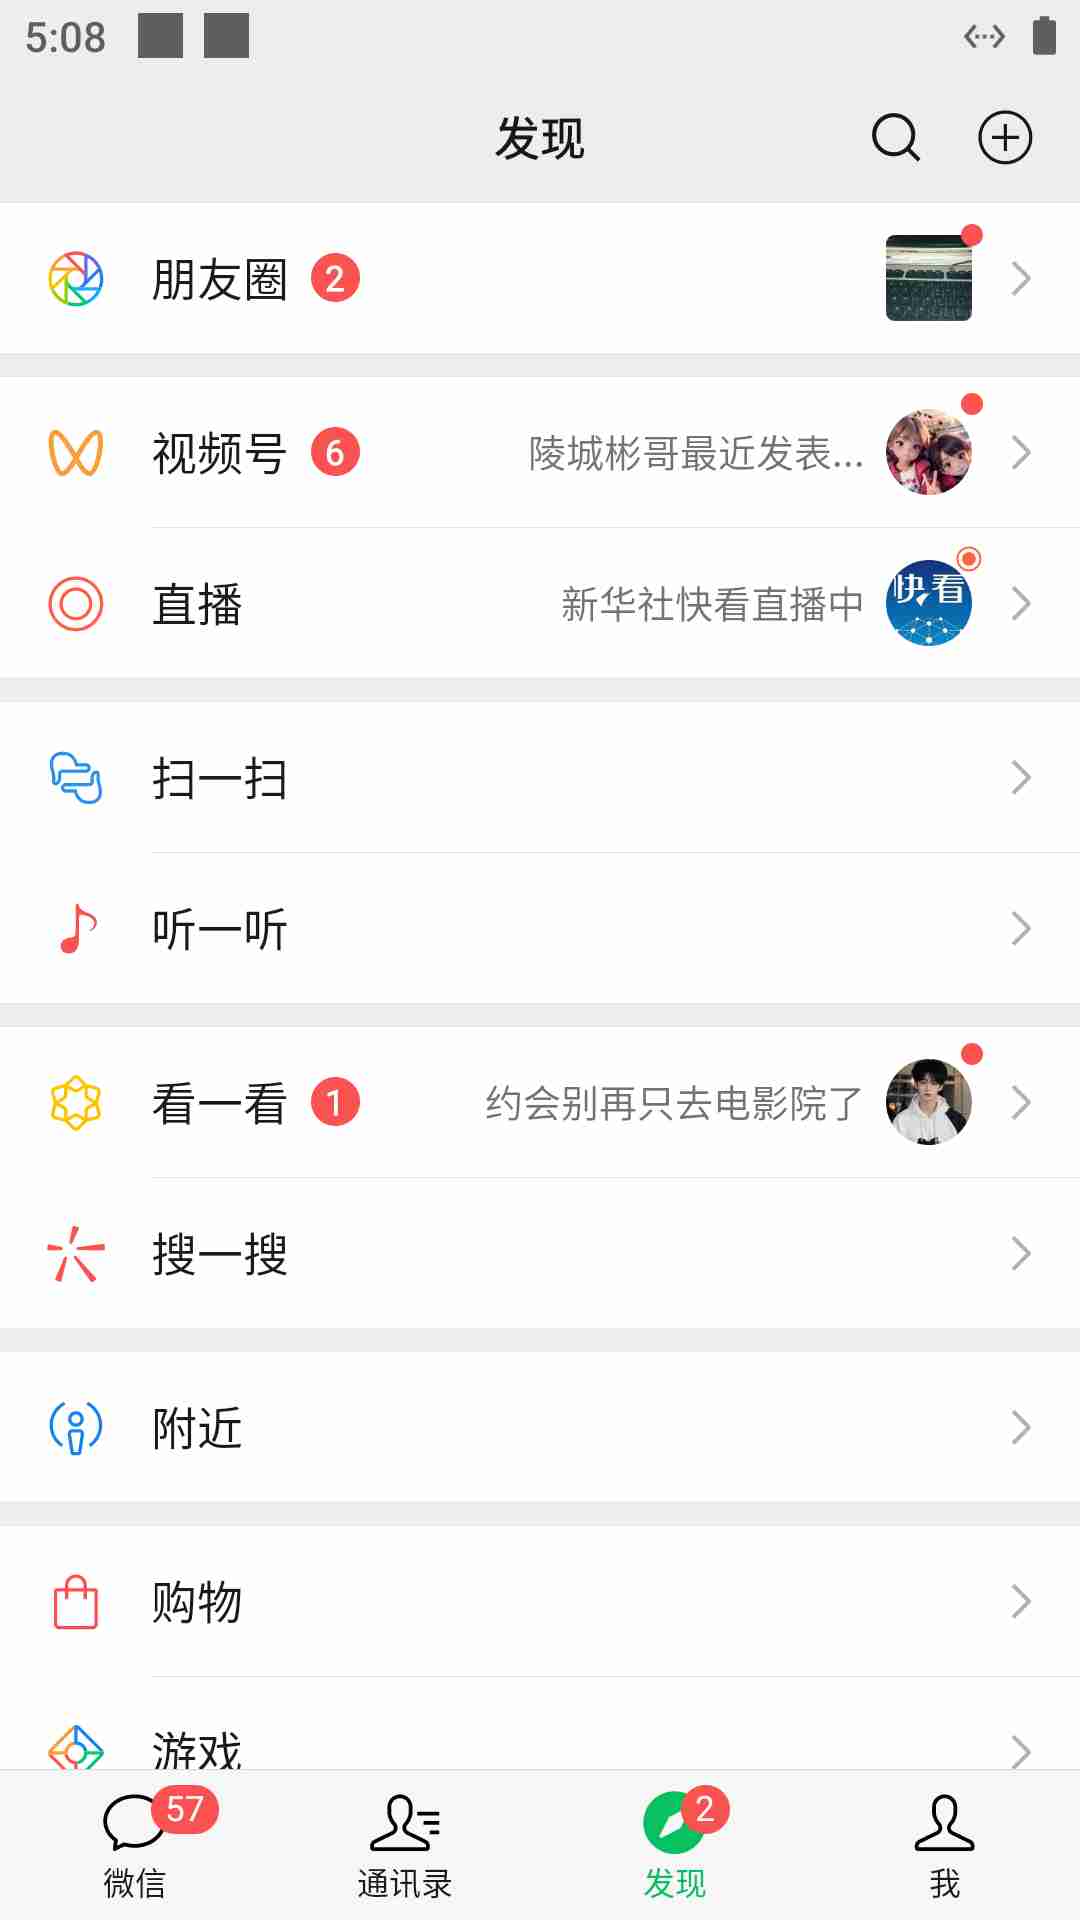 5:08
发现
朋友圈 2
视频号 6 陵城彬哥最近发表...
直播 新华社快看直播中 快看
扫一扫
听一听
看一看 1 约会别再只去电影院了
搜一搜
附近
购物
游戏
57 2
微信 通讯录 发现 我